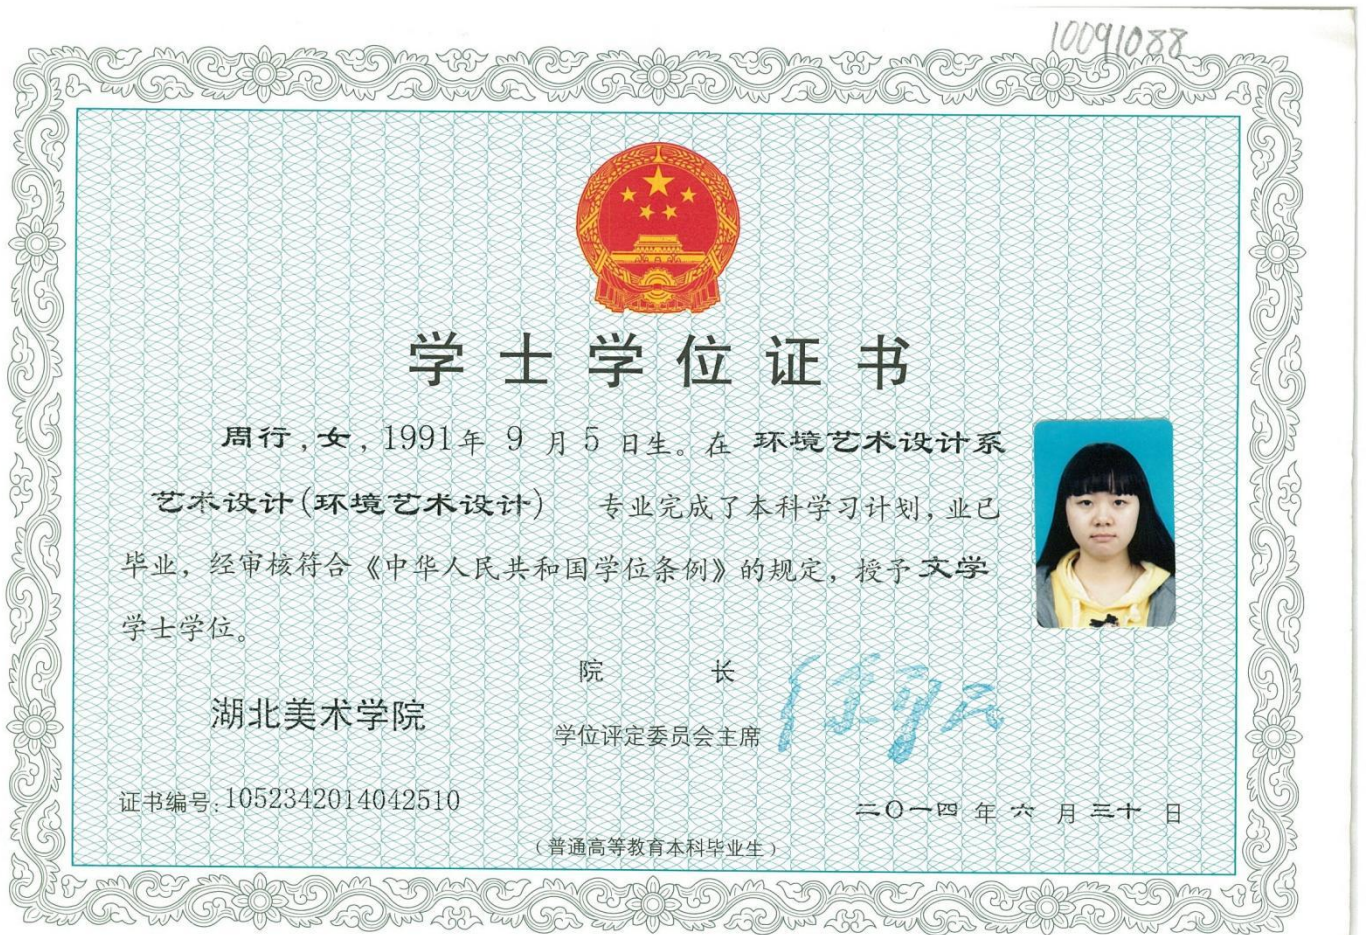 10091088
学士学位证书
周行,女,1991年 9 月 5 日生。在 环境艺术设计系
艺术设计(环境艺术设计) 专业完成了本科学习计划,业已
毕业,经审核符合《中华人民共和国学位条例》的规定,授予 文学
学士学位。
院 长
湖北美术学院
学位评定委员会主席
证书编号:1052342014042510
二〇一四 年 六 月 三十 日
(普通高等教育本科毕业生)